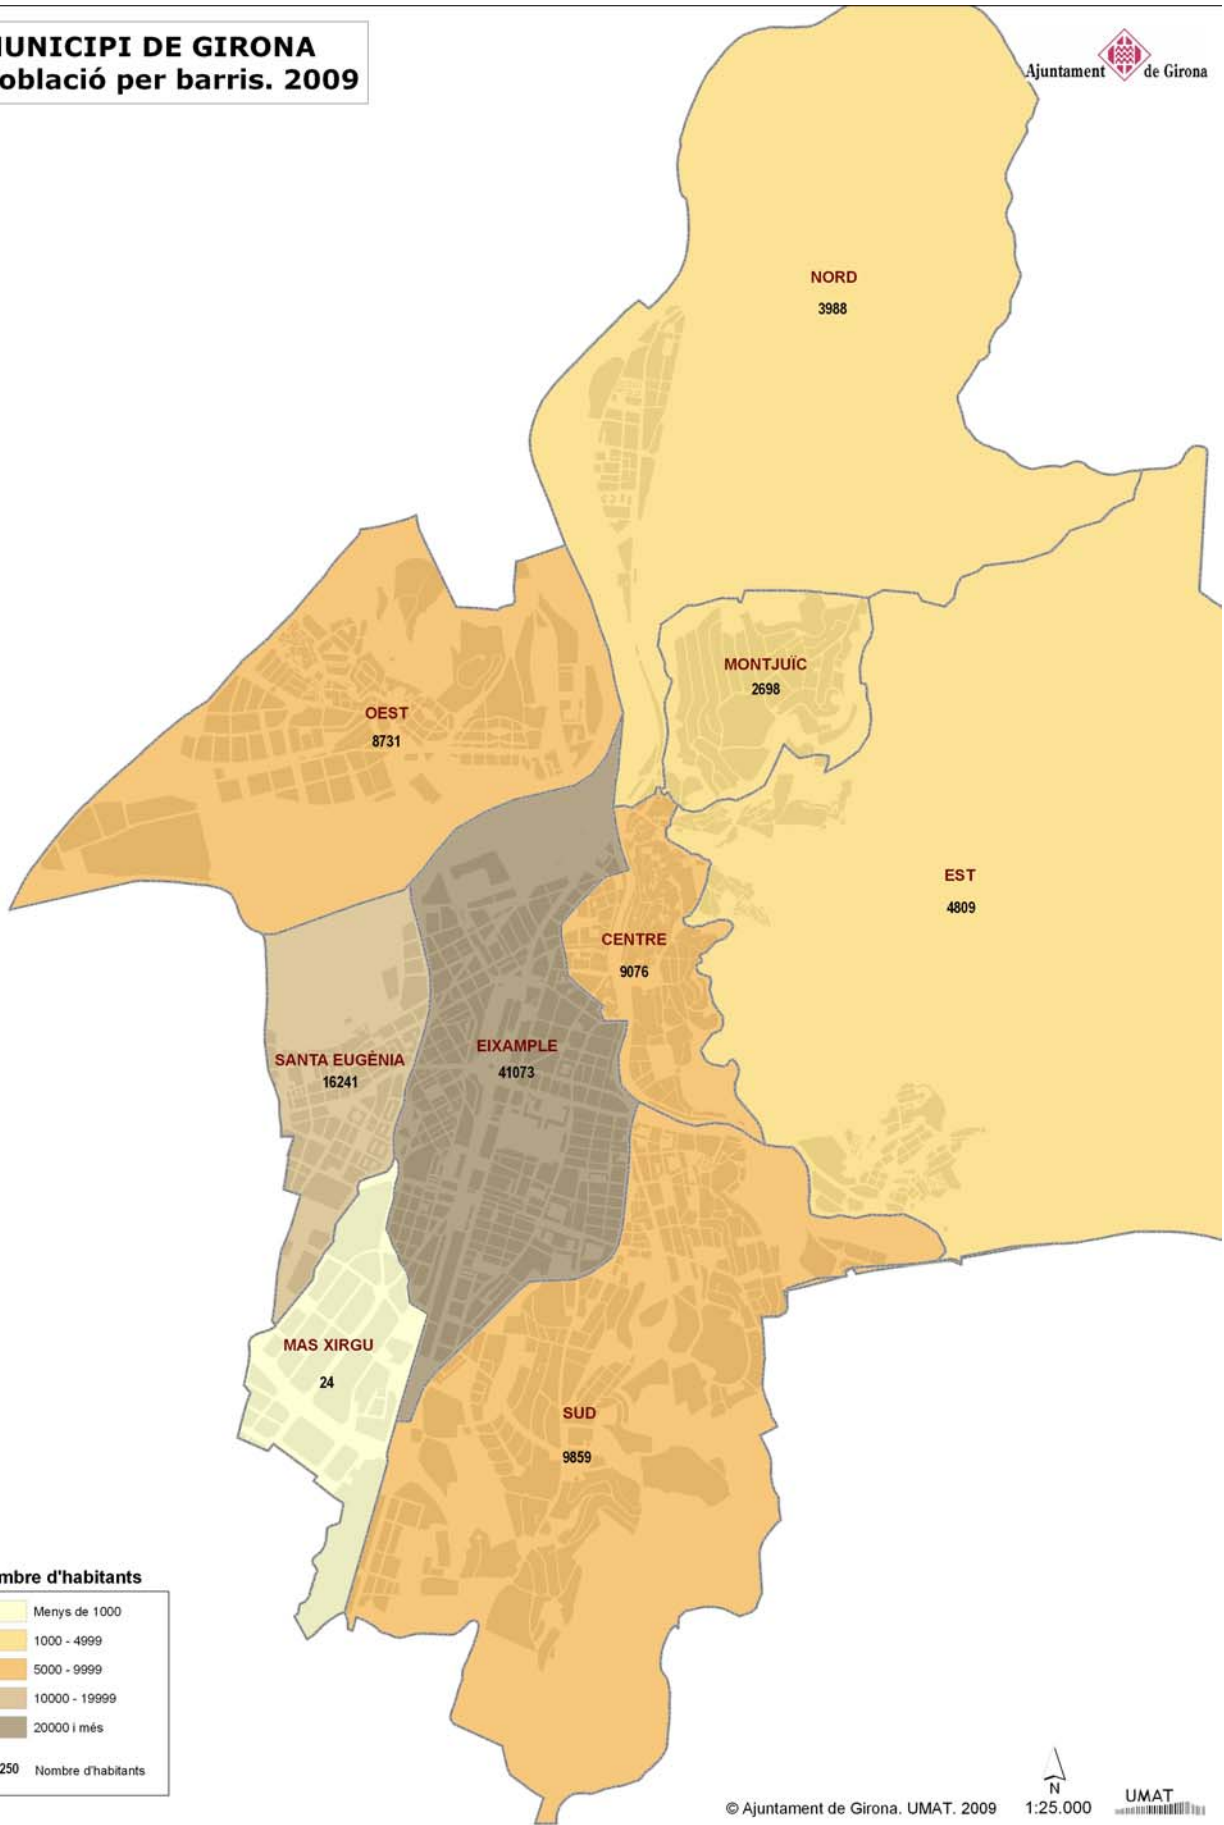 MUNICIPI DE GIRONA
oblació per barris. 2009
Ajuntament de Girona
NORD
3988
MONTJUÏC
2698
OEST
8731
EST
4809
CENTRE
9076
EIXAMPLE
41073
SANTA EUGÈNIA
16241
MAS XIRGU
24
SUD
9859
mbre d'habitants
Menys de 1000
1000 - 4999
5000 - 9999
10000 - 19999
20000 i més
250 Nombre d'habitants
© Ajuntament de Girona. UMAT. 2009
N
1:25.000
UMAT